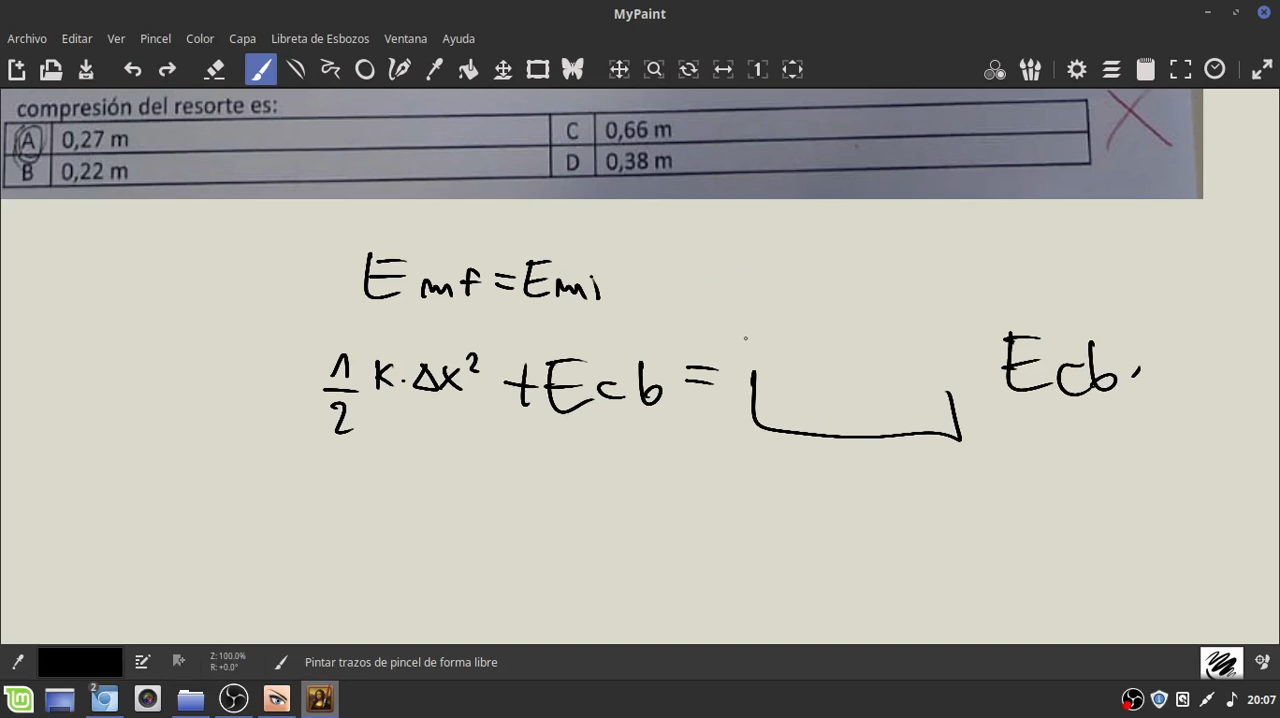 MyPaint
Archivo Editar Ver Pincel Color Capa Libreta de Esbozos Ventana Ayuda
compresión del resorte es:
A 0,27 m C 0,66 m
B 0,22 m D 0,38 m
Emf = Emi
1/2 K · Δx² + Ecb = Ecb
Z: 100.0%
R: +0.0°
Pintar trazos de pincel de forma libre
2
20:07